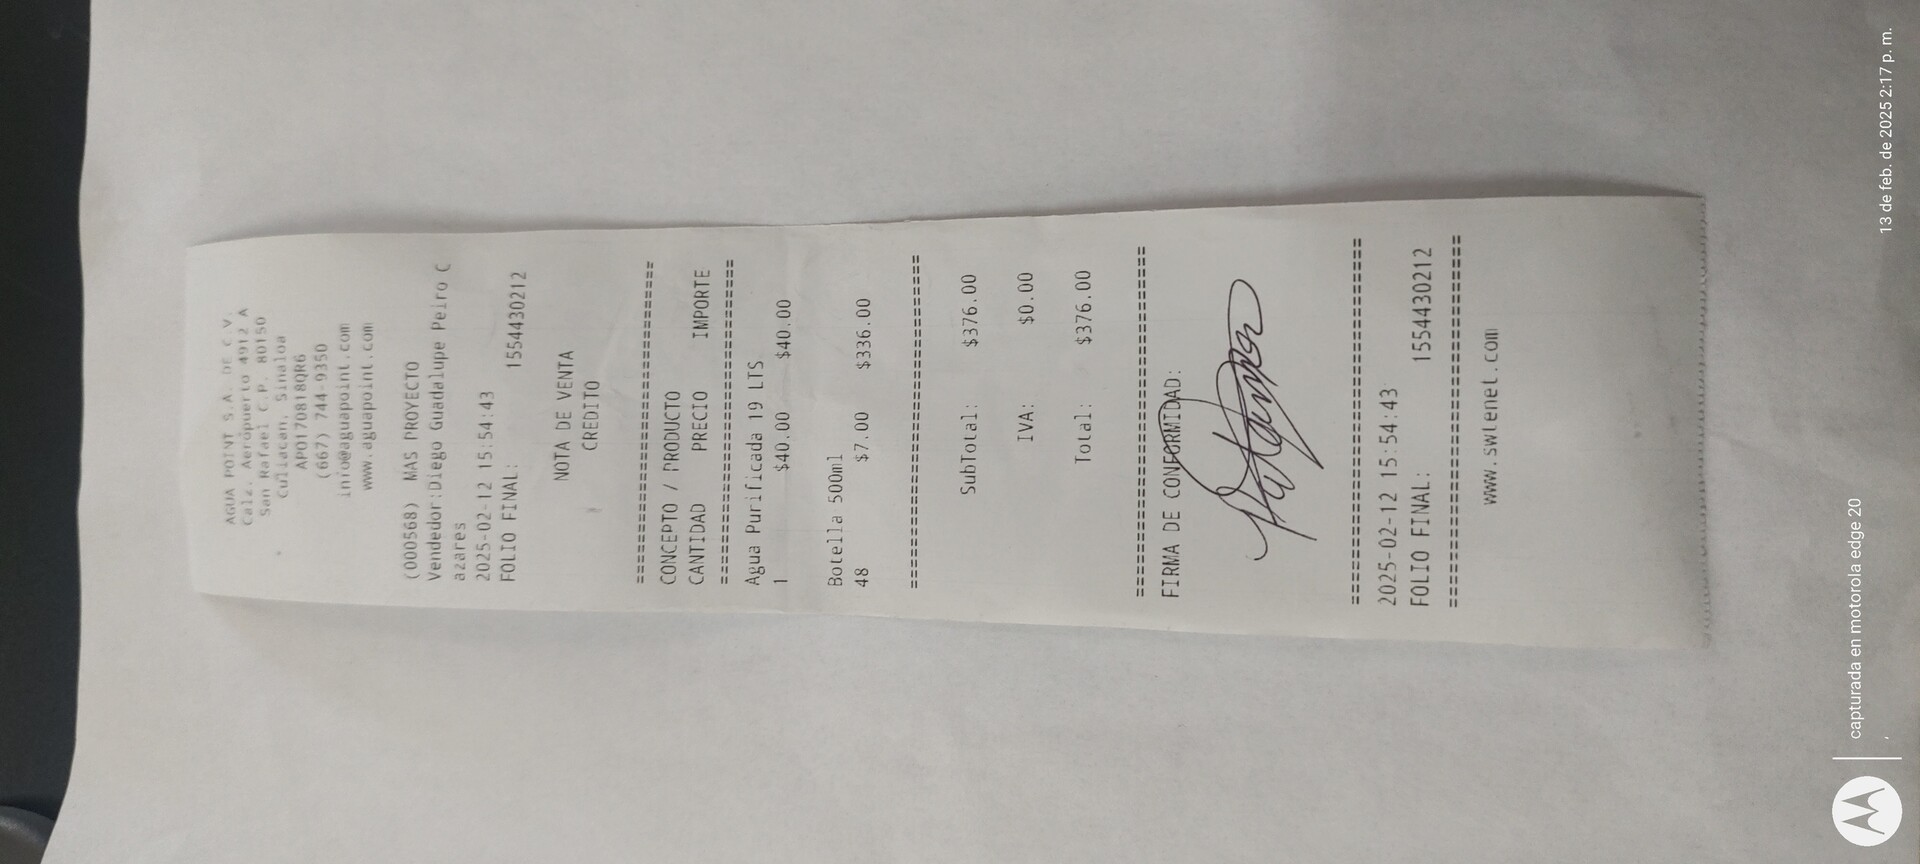 AGUA POINT S.A. DE C.V.
Calz. Aeropuerto 4912 A
San Rafael C.P. 80150
Culiacan, Sinaloa
APO170818QR6
(667) 744-9350
info@aguapoint.com
www.aguapoint.com
(000568) MAS PROYECTO
Vendedor:Diego Guadalupe Peiro C
azares
2025-02-12 15:54:43
FOLIO FINAL: 1554430212
NOTA DE VENTA
CREDITO
================================
CONCEPTO / PRODUCTO
CANTIDAD PRECIO IMPORTE
================================
Agua Purificada 19 LTS
1 $40.00 $40.00
Botella 500ml
48 $7.00 $336.00
================================
SubTotal: $376.00
IVA: $0.00
Total: $376.00
================================
FIRMA DE CONFORMIDAD:
================================
2025-02-12 15:54:43
FOLIO FINAL: 1554430212
================================
www.swlenet.com
capturada en motorola edge 20
13 de feb. de 2025 2:17 p. m.